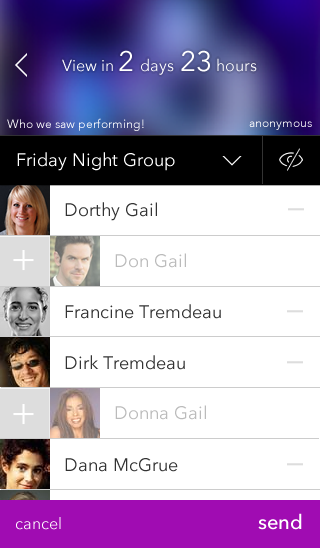 View in 2 days 23 hours
Who we saw performing!
anonymous
Friday Night Group
Dorthy Gail
Don Gail
Francine Tremdeau
Dirk Tremdeau
Donna Gail
Dana McGrue
cancel
send